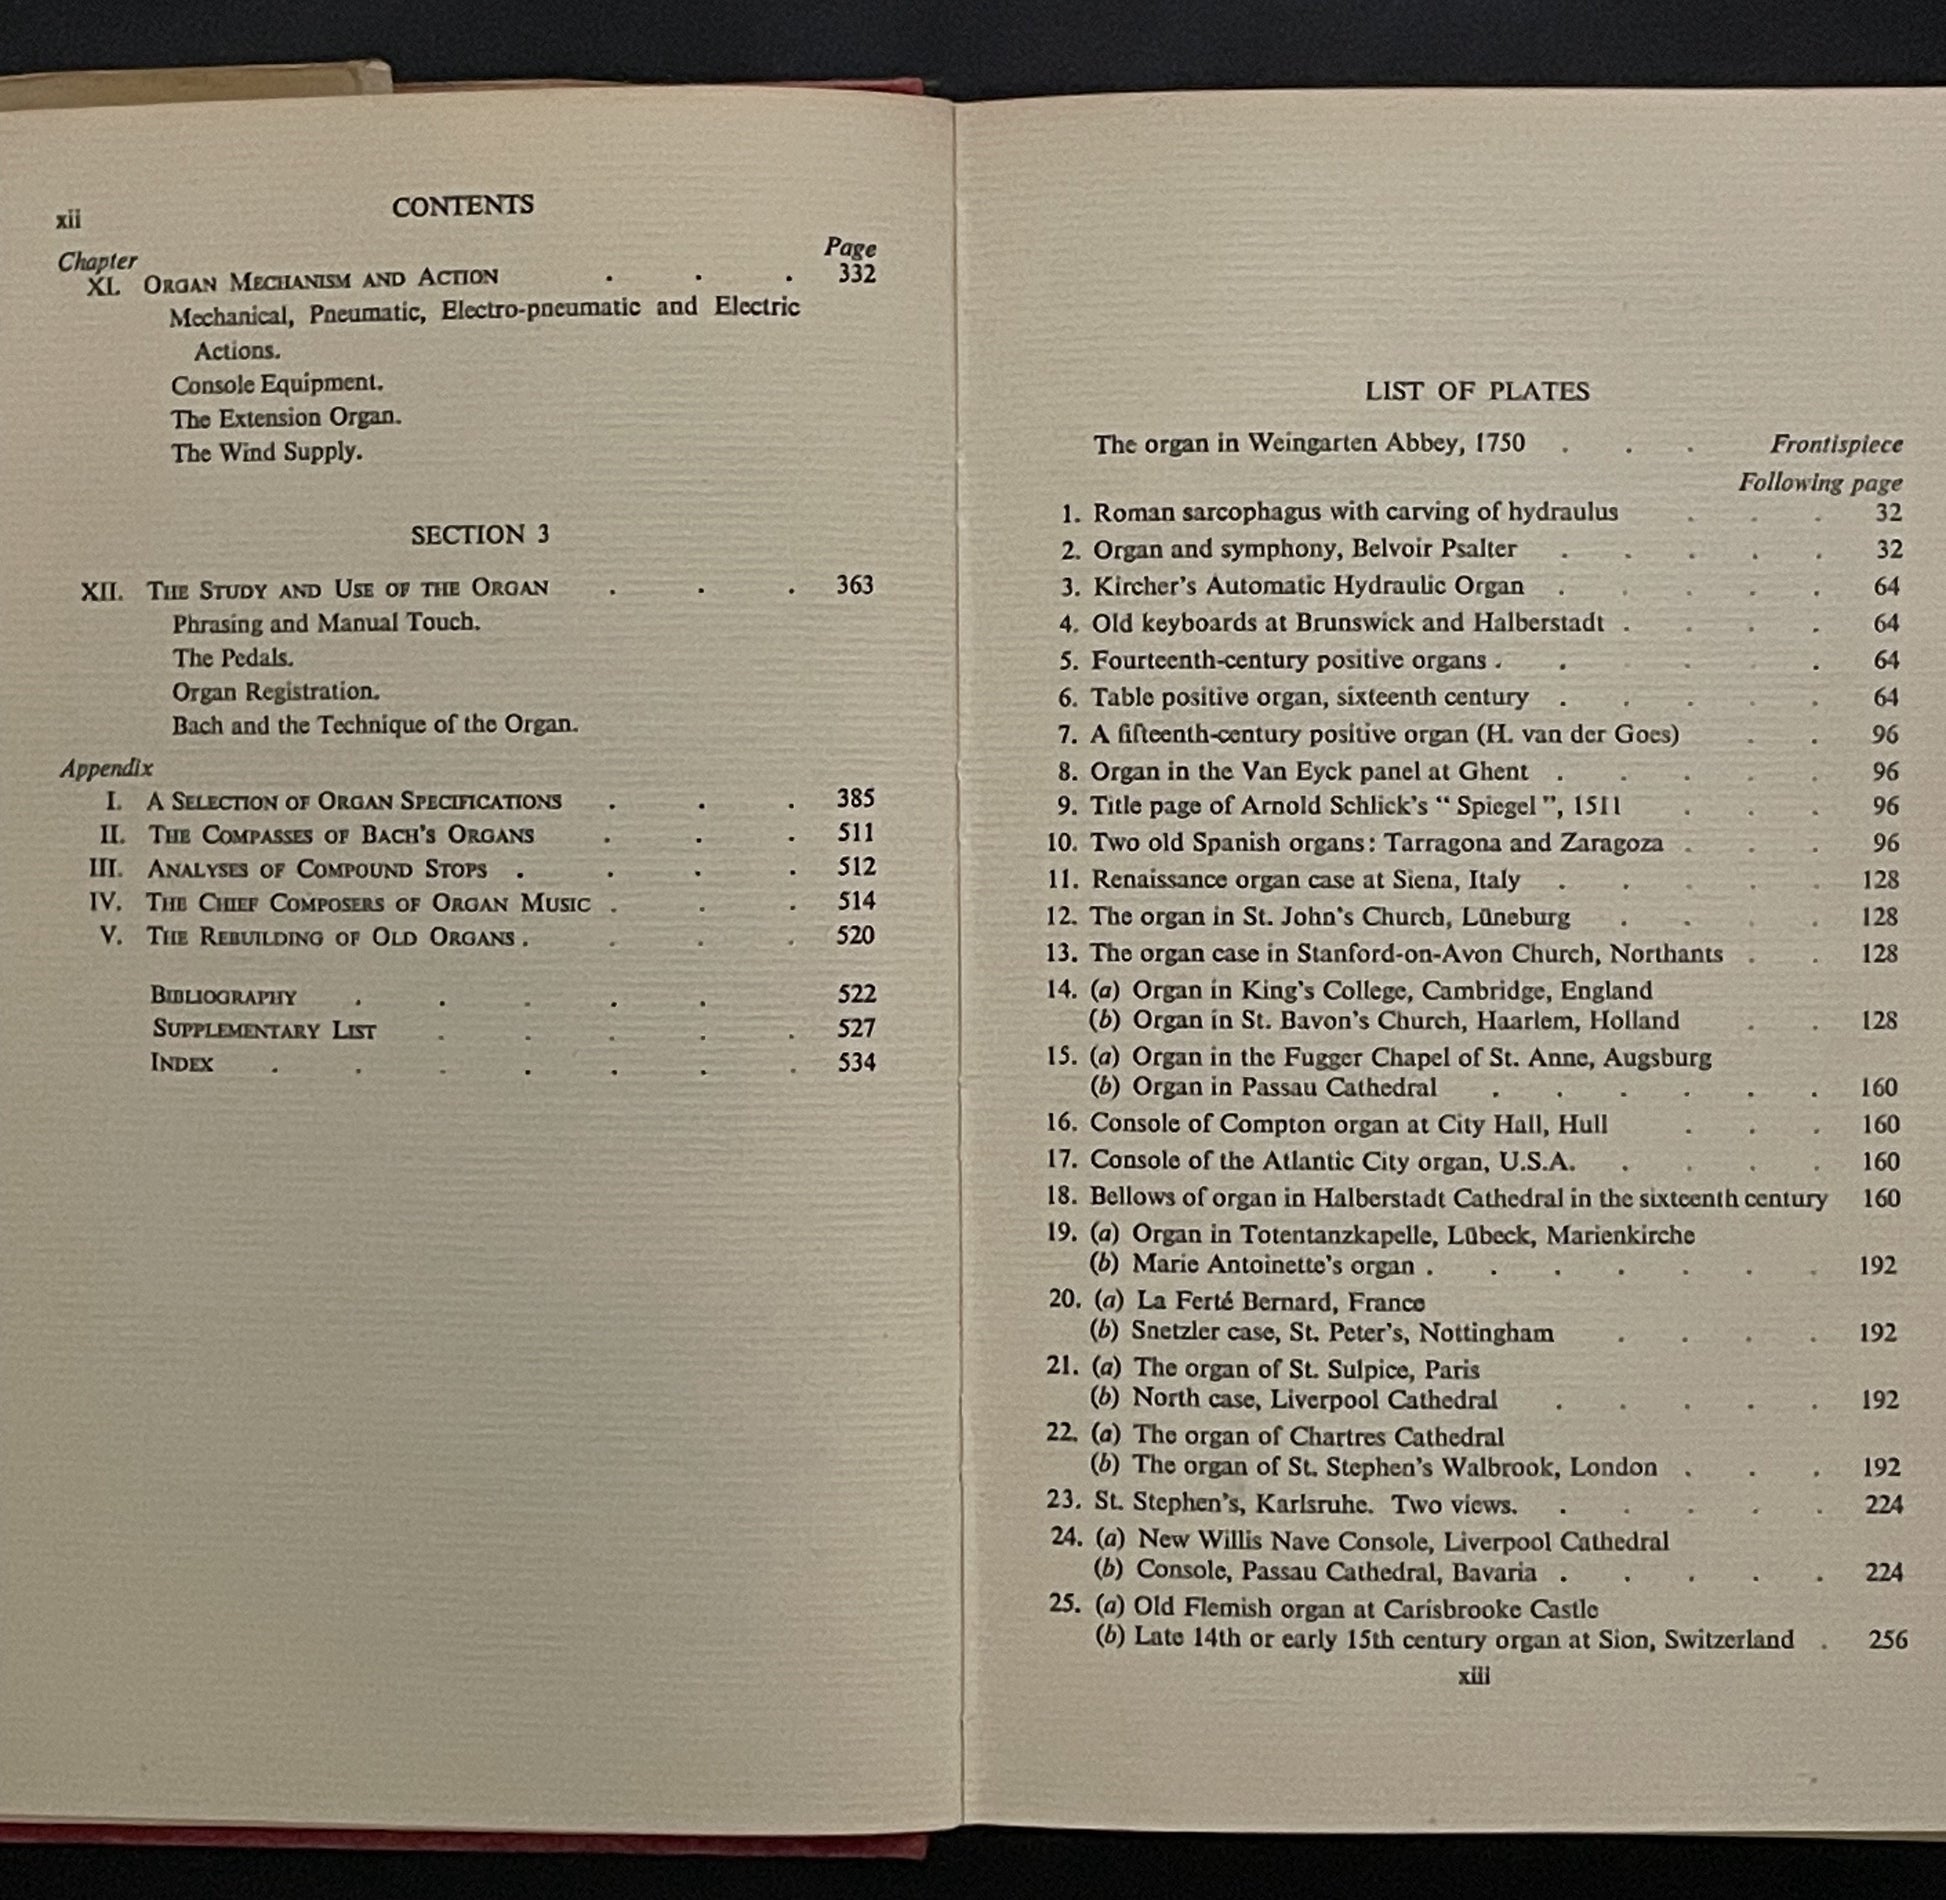 xii
CONTENTS
Chapter
Page
XI. ORGAN MECHANISM AND ACTION . . . 332
Mechanical, Pneumatic, Electro-pneumatic and Electric
Actions.
Console Equipment.
The Extension Organ.
The Wind Supply.
SECTION 3
XII. THE STUDY AND USE OF THE ORGAN . . . 363
Phrasing and Manual Touch.
The Pedals.
Organ Registration.
Bach and the Technique of the Organ.
Appendix
I. A SELECTION OF ORGAN SPECIFICATIONS . . . 385
II. THE COMPASSES OF BACH'S ORGANS . . . 511
III. ANALYSES OF COMPOUND STOPS . . . . 512
IV. THE CHIEF COMPOSERS OF ORGAN MUSIC . . . 514
V. THE REBUILDING OF OLD ORGANS . . . . 520
BIBLIOGRAPHY . . . . . 522
SUPPLEMENTARY LIST . . . . . 527
INDEX . . . . . . . 534
LIST OF PLATES
The organ in Weingarten Abbey, 1750 . . . Frontispiece
Following page
1. Roman sarcophagus with carving of hydraulus . . . 32
2. Organ and symphony, Belvoir Psalter . . . . . 32
3. Kircher's Automatic Hydraulic Organ . . . . . 64
4. Old keyboards at Brunswick and Halberstadt . . . . 64
5. Fourteenth-century positive organs . . . . . 64
6. Table positive organ, sixteenth century . . . . . 64
7. A fifteenth-century positive organ (H. van der Goes) . . 96
8. Organ in the Van Eyck panel at Ghent . . . . . 96
9. Title page of Arnold Schlick's “ Spiegel ”, 1511 . . . 96
10. Two old Spanish organs: Tarragona and Zaragoza . . . 96
11. Renaissance organ case at Siena, Italy . . . . . 128
12. The organ in St. John's Church, Lüneburg . . . . 128
13. The organ case in Stanford-on-Avon Church, Northants . . 128
14. (a) Organ in King's College, Cambridge, England
(b) Organ in St. Bavon's Church, Haarlem, Holland . . 128
15. (a) Organ in the Fugger Chapel of St. Anne, Augsburg
(b) Organ in Passau Cathedral . . . . . . 160
16. Console of Compton organ at City Hall, Hull . . . 160
17. Console of the Atlantic City organ, U.S.A. . . . . 160
18. Bellows of organ in Halberstadt Cathedral in the sixteenth century 160
19. (a) Organ in Totentanzkapelle, Lübeck, Marienkirche
(b) Marie Antoinette's organ . . . . . . . 192
20. (a) La Ferté Bernard, France
(b) Snetzler case, St. Peter's, Nottingham . . . . 192
21. (a) The organ of St. Sulpice, Paris
(b) North case, Liverpool Cathedral . . . . . 192
22. (a) The organ of Chartres Cathedral
(b) The organ of St. Stephen's Walbrook, London . . . 192
23. St. Stephen's, Karlsruhe. Two views. . . . . . 224
24. (a) New Willis Nave Console, Liverpool Cathedral
(b) Console, Passau Cathedral, Bavaria . . . . . 224
25. (a) Old Flemish organ at Carisbrooke Castle
(b) Late 14th or early 15th century organ at Sion, Switzerland . 256
xiii